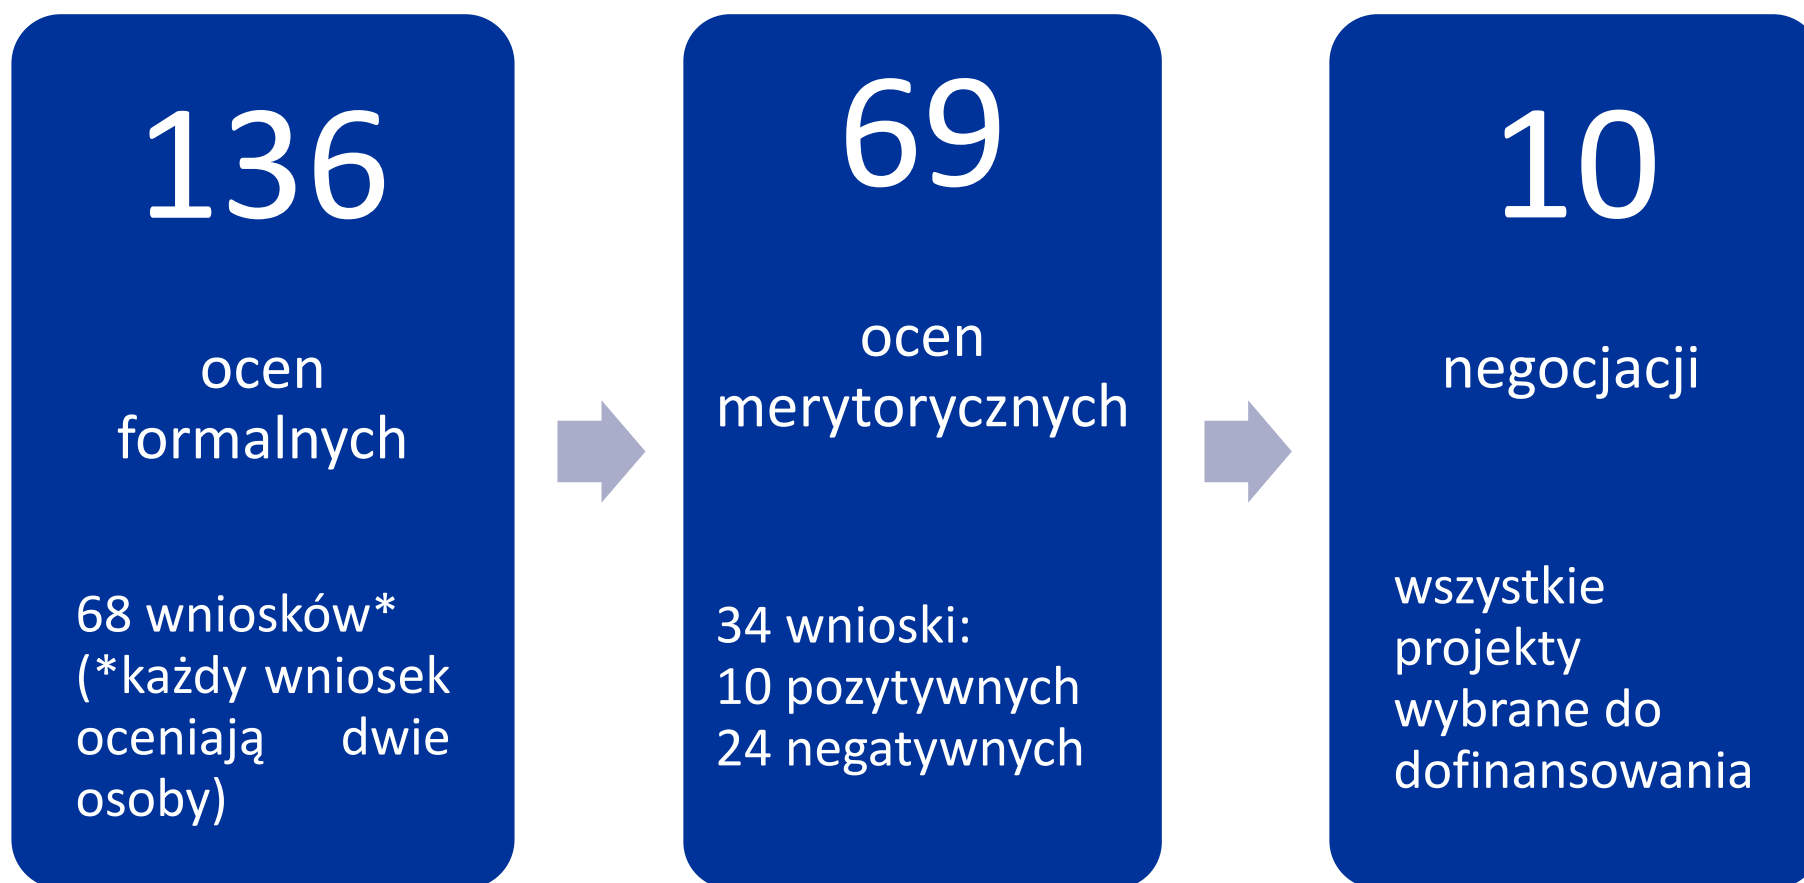 136
ocen
formalnych
68 wniosków*
(*każdy wniosek
oceniają dwie
osoby)
69
ocen
merytorycznych
34 wnioski:
10 pozytywnych
24 negatywnych
10
negocjacji
wszystkie
projekty
wybrane do
dofinansowania